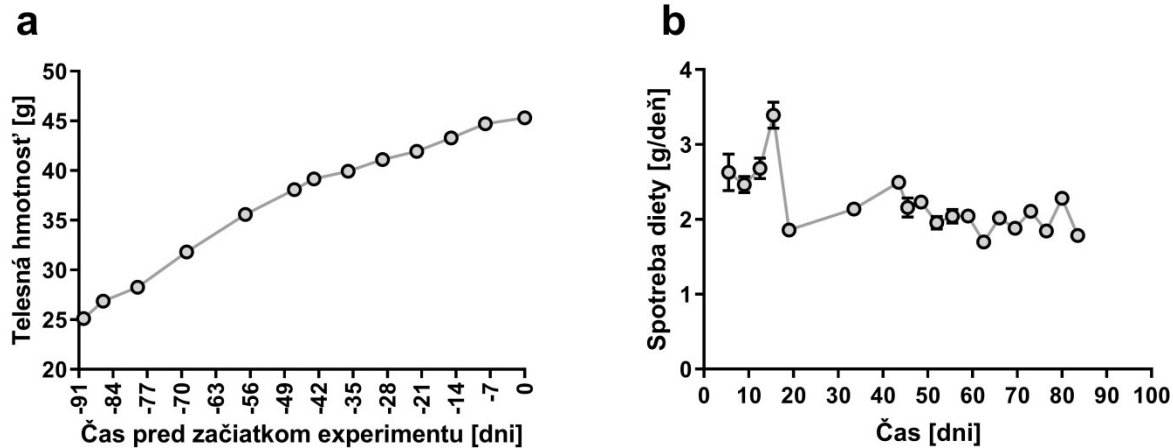 a
Telesná hmotnosť [g]
50
45
40
35
30
25
20
-91 -84 -77 -70 -63 -56 -49 -42 -35 -28 -21 -14 -7 0
Čas pred začiatkom experimentu [dni]
b
Spotreba diety [g/deň]
4
3
2
1
0
0 10 20 30 40 50 60 70 80 90 100
Čas [dni]